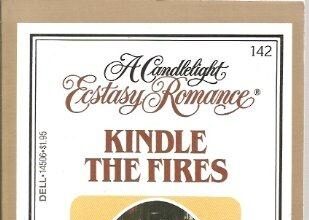 142
A Candlelight
Ecstasy Romance®
KINDLE
THE FIRES
DELL • 14506 • $1.95